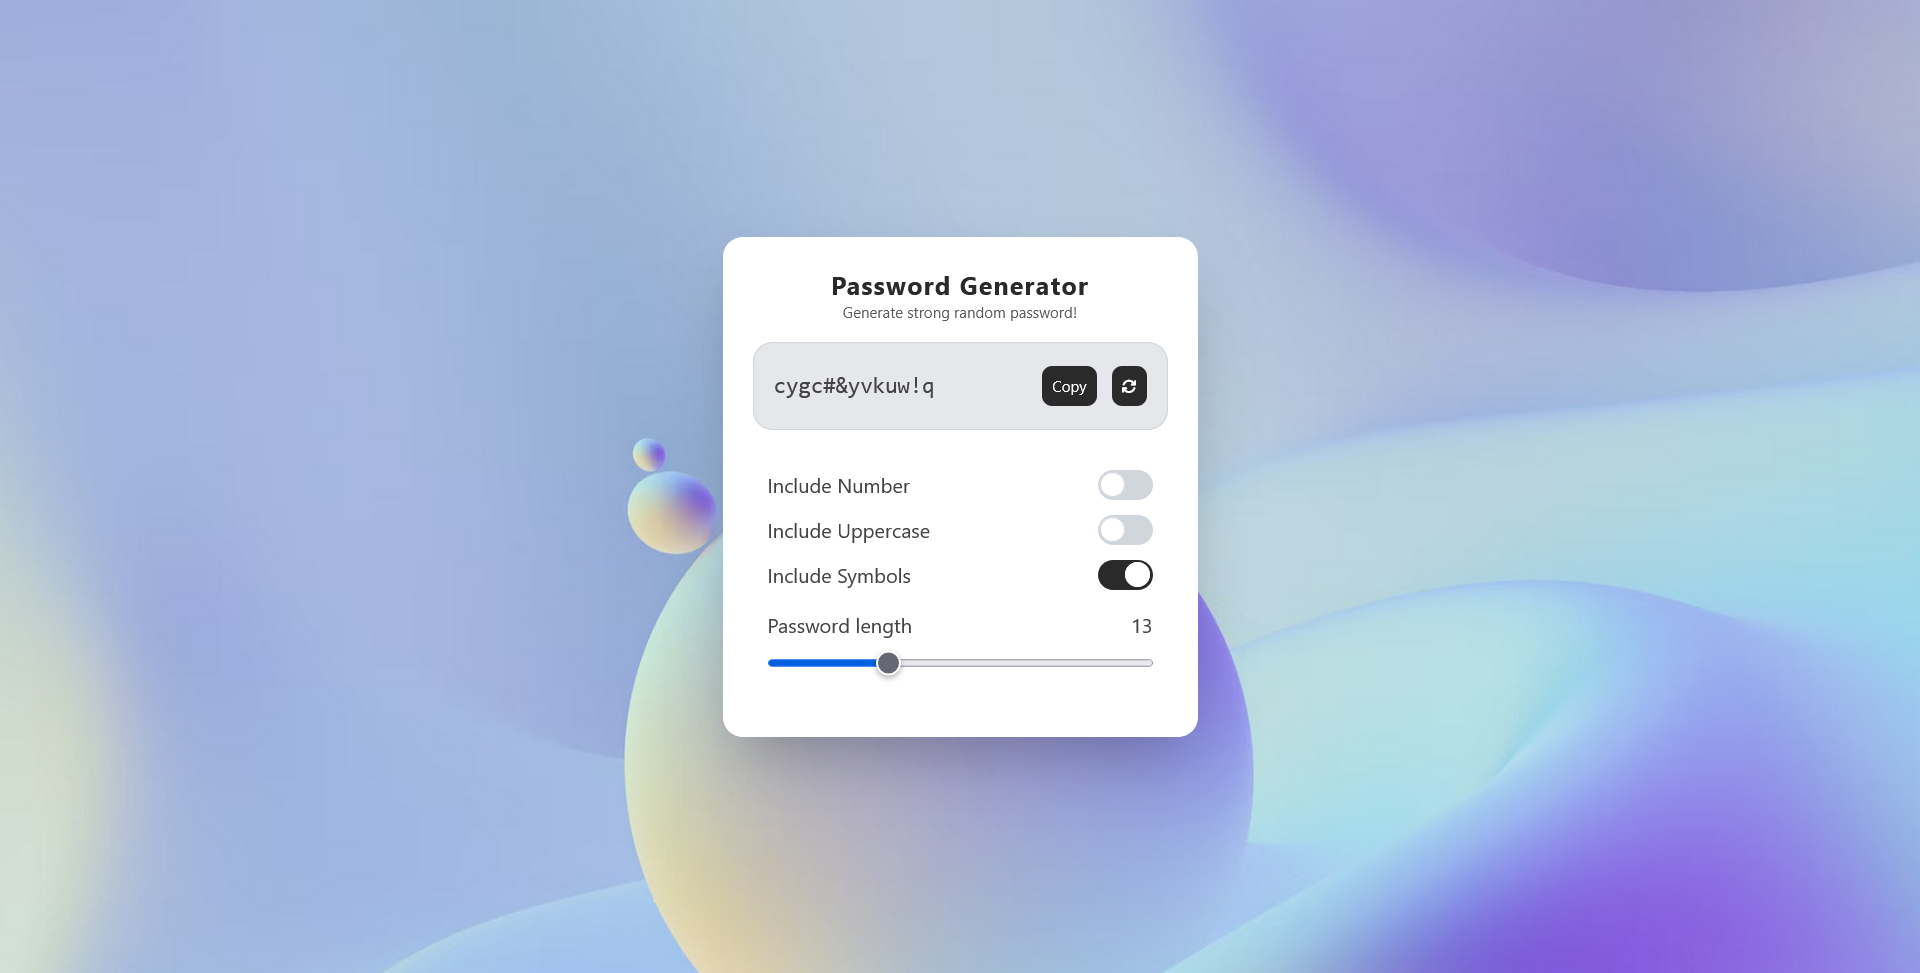 Password Generator
Generate strong random password!
cygc#&yvkuw!q Copy
Include Number
Include Uppercase
Include Symbols
Password length 13